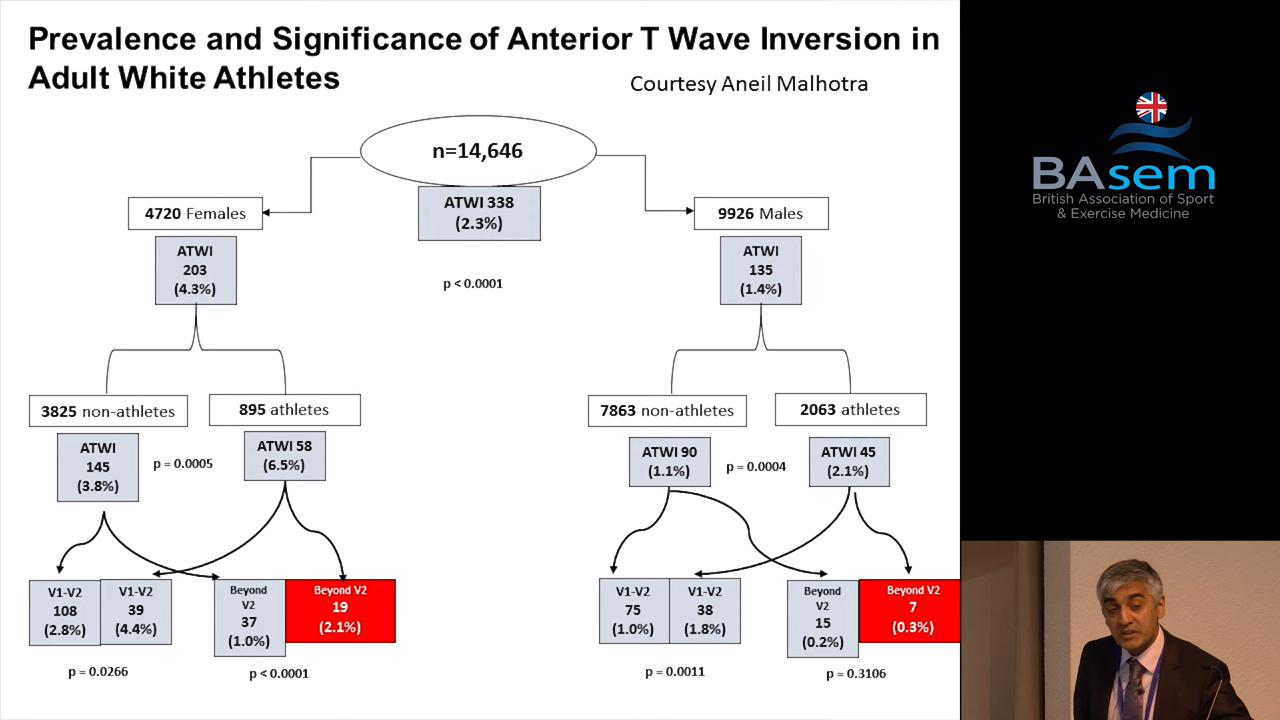 Prevalence and Significance of Anterior T Wave Inversion in
Adult White Athletes
Courtesy Aneil Malhotra
n=14,646
ATWI 338
(2.3%)
4720 Females
9926 Males
ATWI
203
(4.3%)
p < 0.0001
ATWI
135
(1.4%)
3825 non-athletes
895 athletes
7863 non-athletes
2063 athletes
ATWI
145
(3.8%)
p = 0.0005
ATWI 58
(6.5%)
ATWI 90
(1.1%)
p = 0.0004
ATWI 45
(2.1%)
V1-V2
108
(2.8%)
V1-V2
39
(4.4%)
Beyond
V2
37
(1.0%)
Beyond V2
19
(2.1%)
V1-V2
75
(1.0%)
V1-V2
38
(1.8%)
Beyond
V2
15
(0.2%)
Beyond V2
7
(0.3%)
p = 0.0266
p < 0.0001
p = 0.0011
p = 0.3106
BAsem
British Association of Sport
& Exercise Medicine